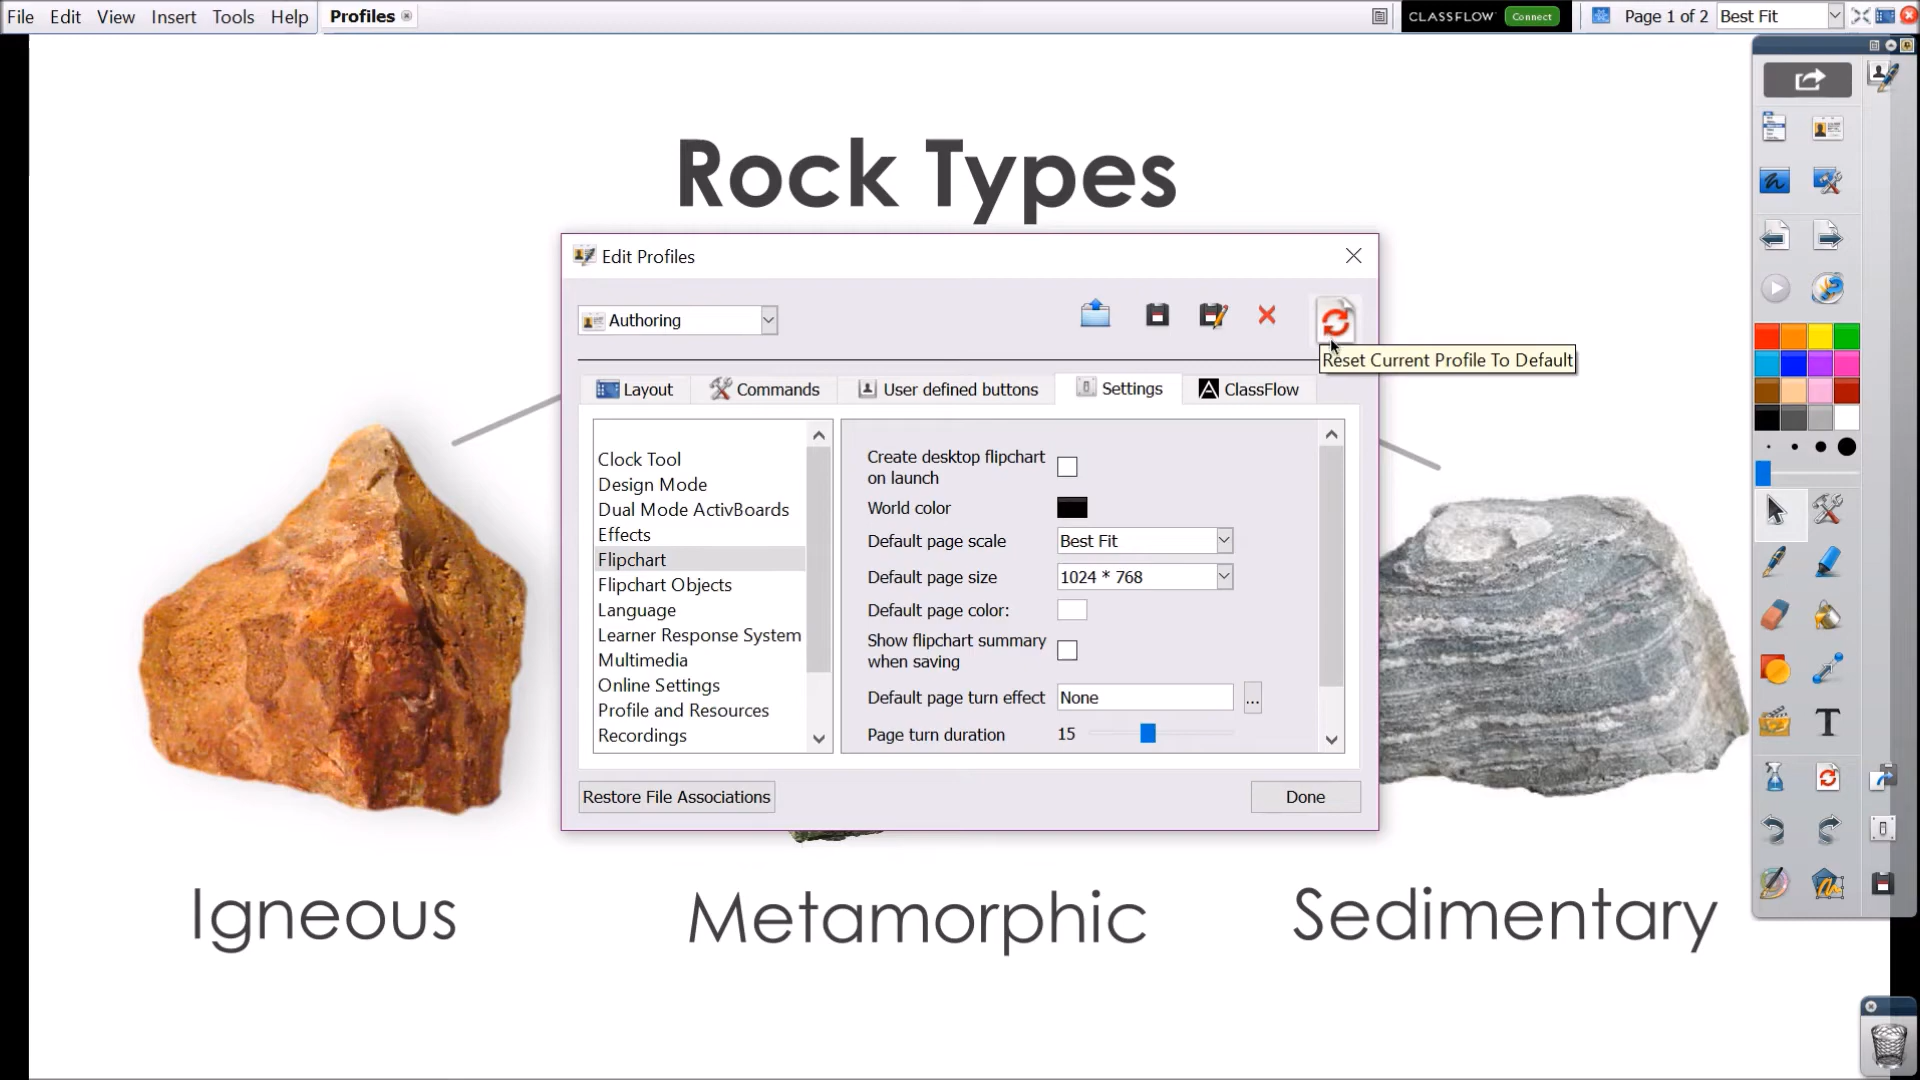 File Edit View Insert Tools Help Profiles CLASSFLOW Connect Page 1 of 2 Best Fit
Rock Types
Edit Profiles
Authoring
Reset Current Profile To Default
Layout Commands User defined buttons Settings ClassFlow
Clock Tool
Design Mode
Dual Mode ActivBoards
Effects
Flipchart
Flipchart Objects
Language
Learner Response System
Multimedia
Online Settings
Profile and Resources
Recordings
Create desktop flipchart
on launch
World color
Default page scale Best Fit
Default page size 1024 * 768
Default page color:
Show flipchart summary
when saving
Default page turn effect None ...
Page turn duration 15
Restore File Associations Done
T
Igneous Metamorphic Sedimentary